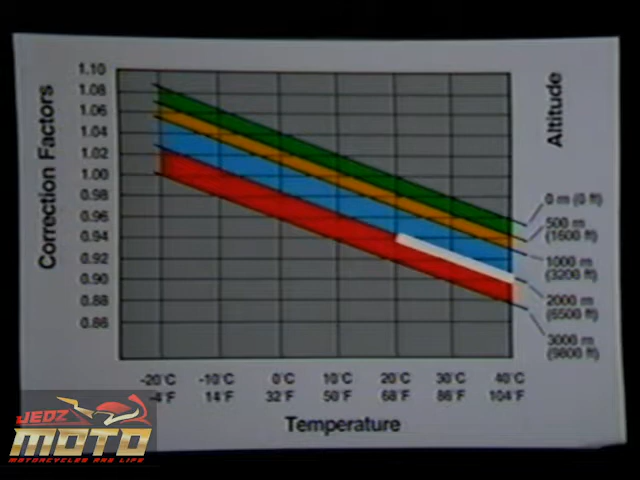 Correction Factors
1.10
1.08
1.06
1.04
1.02
1.00
0.98
0.96
0.94
0.92
0.90
0.88
0.86
Altitude
0 m (0 ft)
500 m
(1600 ft)
1000 m
(3200 ft)
2000 m
(6500 ft)
3000 m
(9800 ft)
-20°C -10°C 0°C 10°C 20°C 30°C 40°C
-4°F 14°F 32°F 50°F 68°F 86°F 104°F
Temperature
JEDZ
MOTO
MOTORCYCLES ARE LIFE